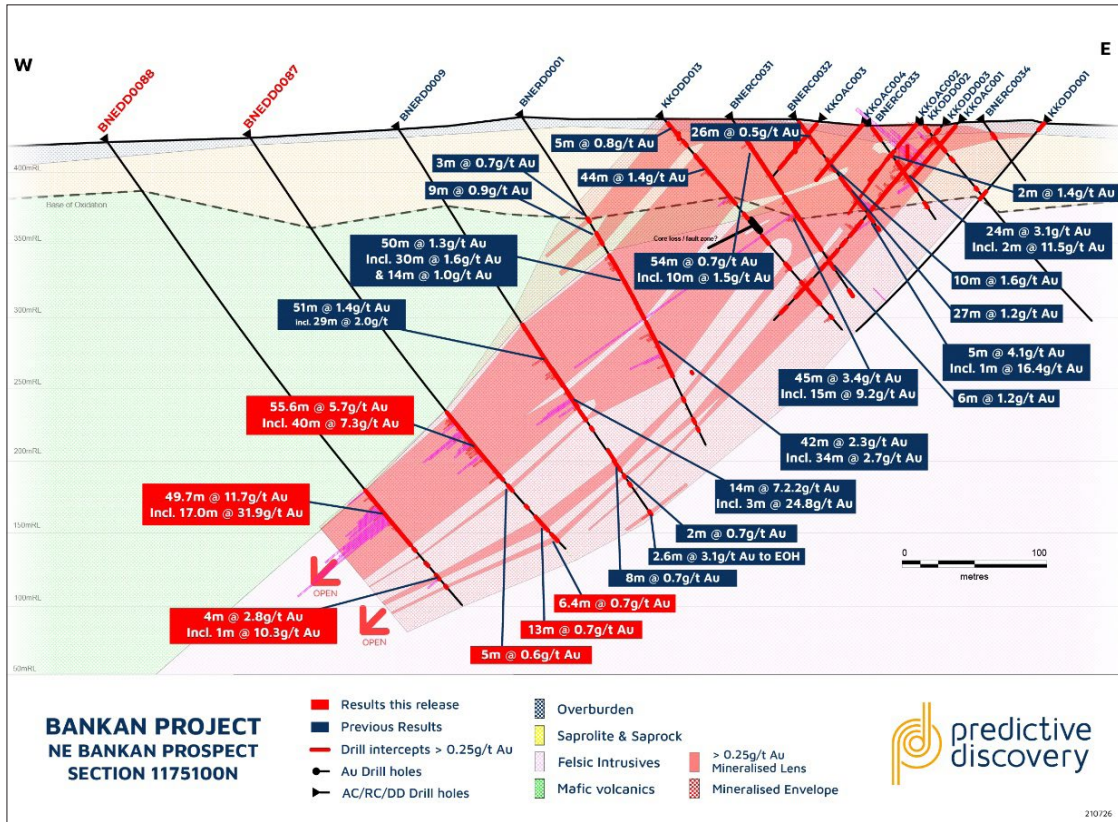 W
E
BNEDD0088
BNEDD0087
BNERD0009
BNERD0001
KKODD013
BNERC0031
BNERC0032
KKOAC003
KKOAC004
BNERC0033
KKOAC002
KKODD002
KKODD003
KKOAC001
BNERC0034
KKODD001
400mRL
350mRL
300mRL
250mRL
200mRL
150mRL
100mRL
50mRL
Base of Oxidation
5m @ 0.8g/t Au
26m @ 0.5g/t Au
3m @ 0.7g/t Au
44m @ 1.4g/t Au
9m @ 0.9g/t Au
2m @ 1.4g/t Au
24m @ 3.1g/t Au
Incl. 2m @ 11.5g/t Au
50m @ 1.3g/t Au
Incl. 30m @ 1.6g/t Au
& 14m @ 1.0g/t Au
Core loss / fault zone?
54m @ 0.7g/t Au
Incl. 10m @ 1.5g/t Au
10m @ 1.6g/t Au
51m @ 1.4g/t Au
incl. 29m @ 2.0g/t
27m @ 1.2g/t Au
5m @ 4.1g/t Au
Incl. 1m @ 16.4g/t Au
45m @ 3.4g/t Au
Incl. 15m @ 9.2g/t Au
6m @ 1.2g/t Au
55.6m @ 5.7g/t Au
Incl. 40m @ 7.3g/t Au
42m @ 2.3g/t Au
Incl. 34m @ 2.7g/t Au
49.7m @ 11.7g/t Au
Incl. 17.0m @ 31.9g/t Au
14m @ 7.2.2g/t Au
Incl. 3m @ 24.8g/t Au
2m @ 0.7g/t Au
2.6m @ 3.1g/t Au to EOH
8m @ 0.7g/t Au
0 100
metres
OPEN
OPEN
4m @ 2.8g/t Au
Incl. 1m @ 10.3g/t Au
6.4m @ 0.7g/t Au
13m @ 0.7g/t Au
5m @ 0.6g/t Au
BANKAN PROJECT
NE BANKAN PROSPECT
SECTION 1175100N
Results this release
Previous Results
Drill intercepts > 0.25g/t Au
Au Drill holes
AC/RC/DD Drill holes
Overburden
Saprolite & Saprock
Felsic Intrusives
Mafic volcanics
> 0.25g/t Au
Mineralised Lens
Mineralised Envelope
predictive
discovery
210726